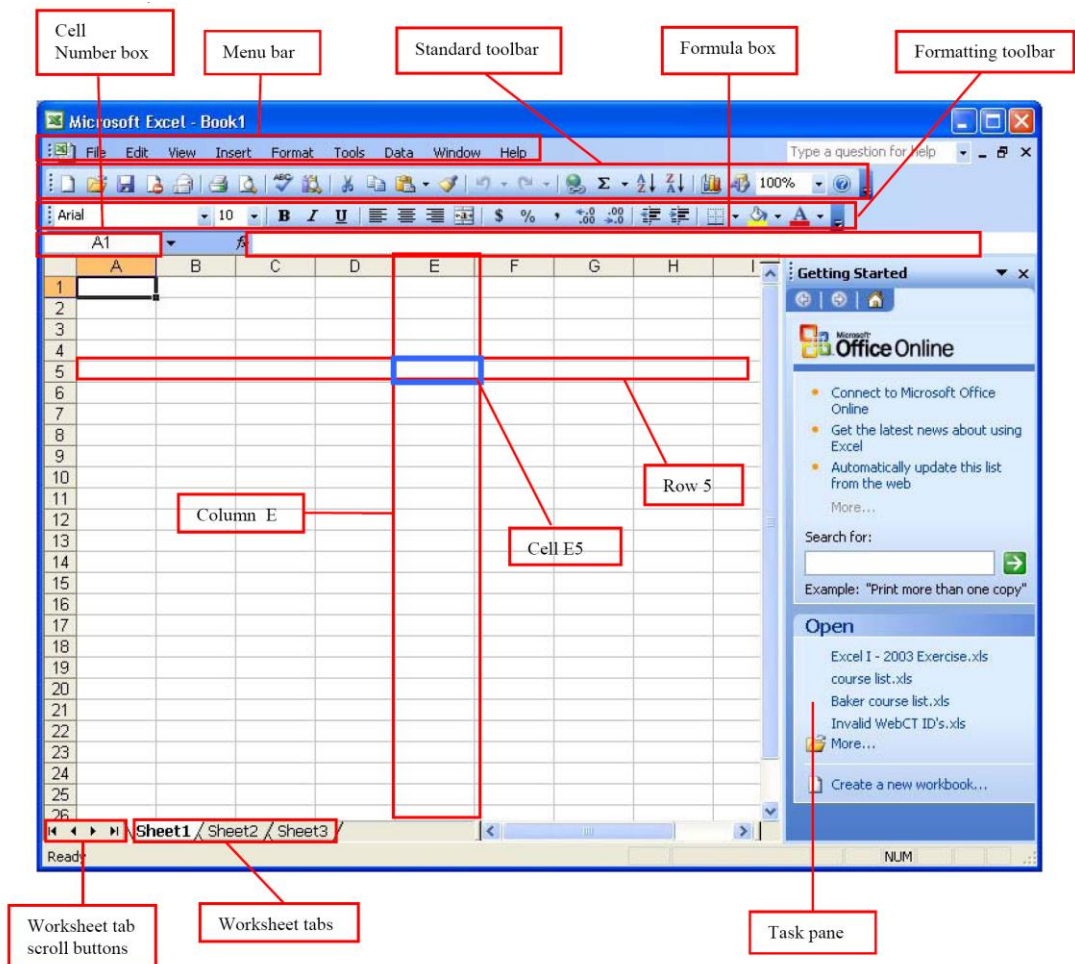 Cell
Number box
Menu bar
Standard toolbar
Formula box
Formatting toolbar
Microsoft Excel - Book1
File Edit View Insert Format Tools Data Window Help
Type a question for help
ABC
Σ
A
Z
Z
A
100%
Arial
10
B I U
a
$ % ,
.0
.00
.00
.0
A
A1
A B C D E F G H I
1
2
3
4
5
6
7
8
9
10
11
12
13
14
15
16
17
18
19
20
21
22
23
24
25
26
Getting Started
Microsoft
Office Online
Connect to Microsoft Office
Online
Get the latest news about using
Excel
Automatically update this list
from the web
More...
Search for:
Example: "Print more than one copy"
Open
Excel I - 2003 Exercise.xls
course list.xls
Baker course list.xls
Invalid WebCT ID's.xls
More...
Create a new workbook...
Row 5
Column E
Cell E5
Sheet1 Sheet2 Sheet3
Ready
NUM
Worksheet tab
scroll buttons
Worksheet tabs
Task pane